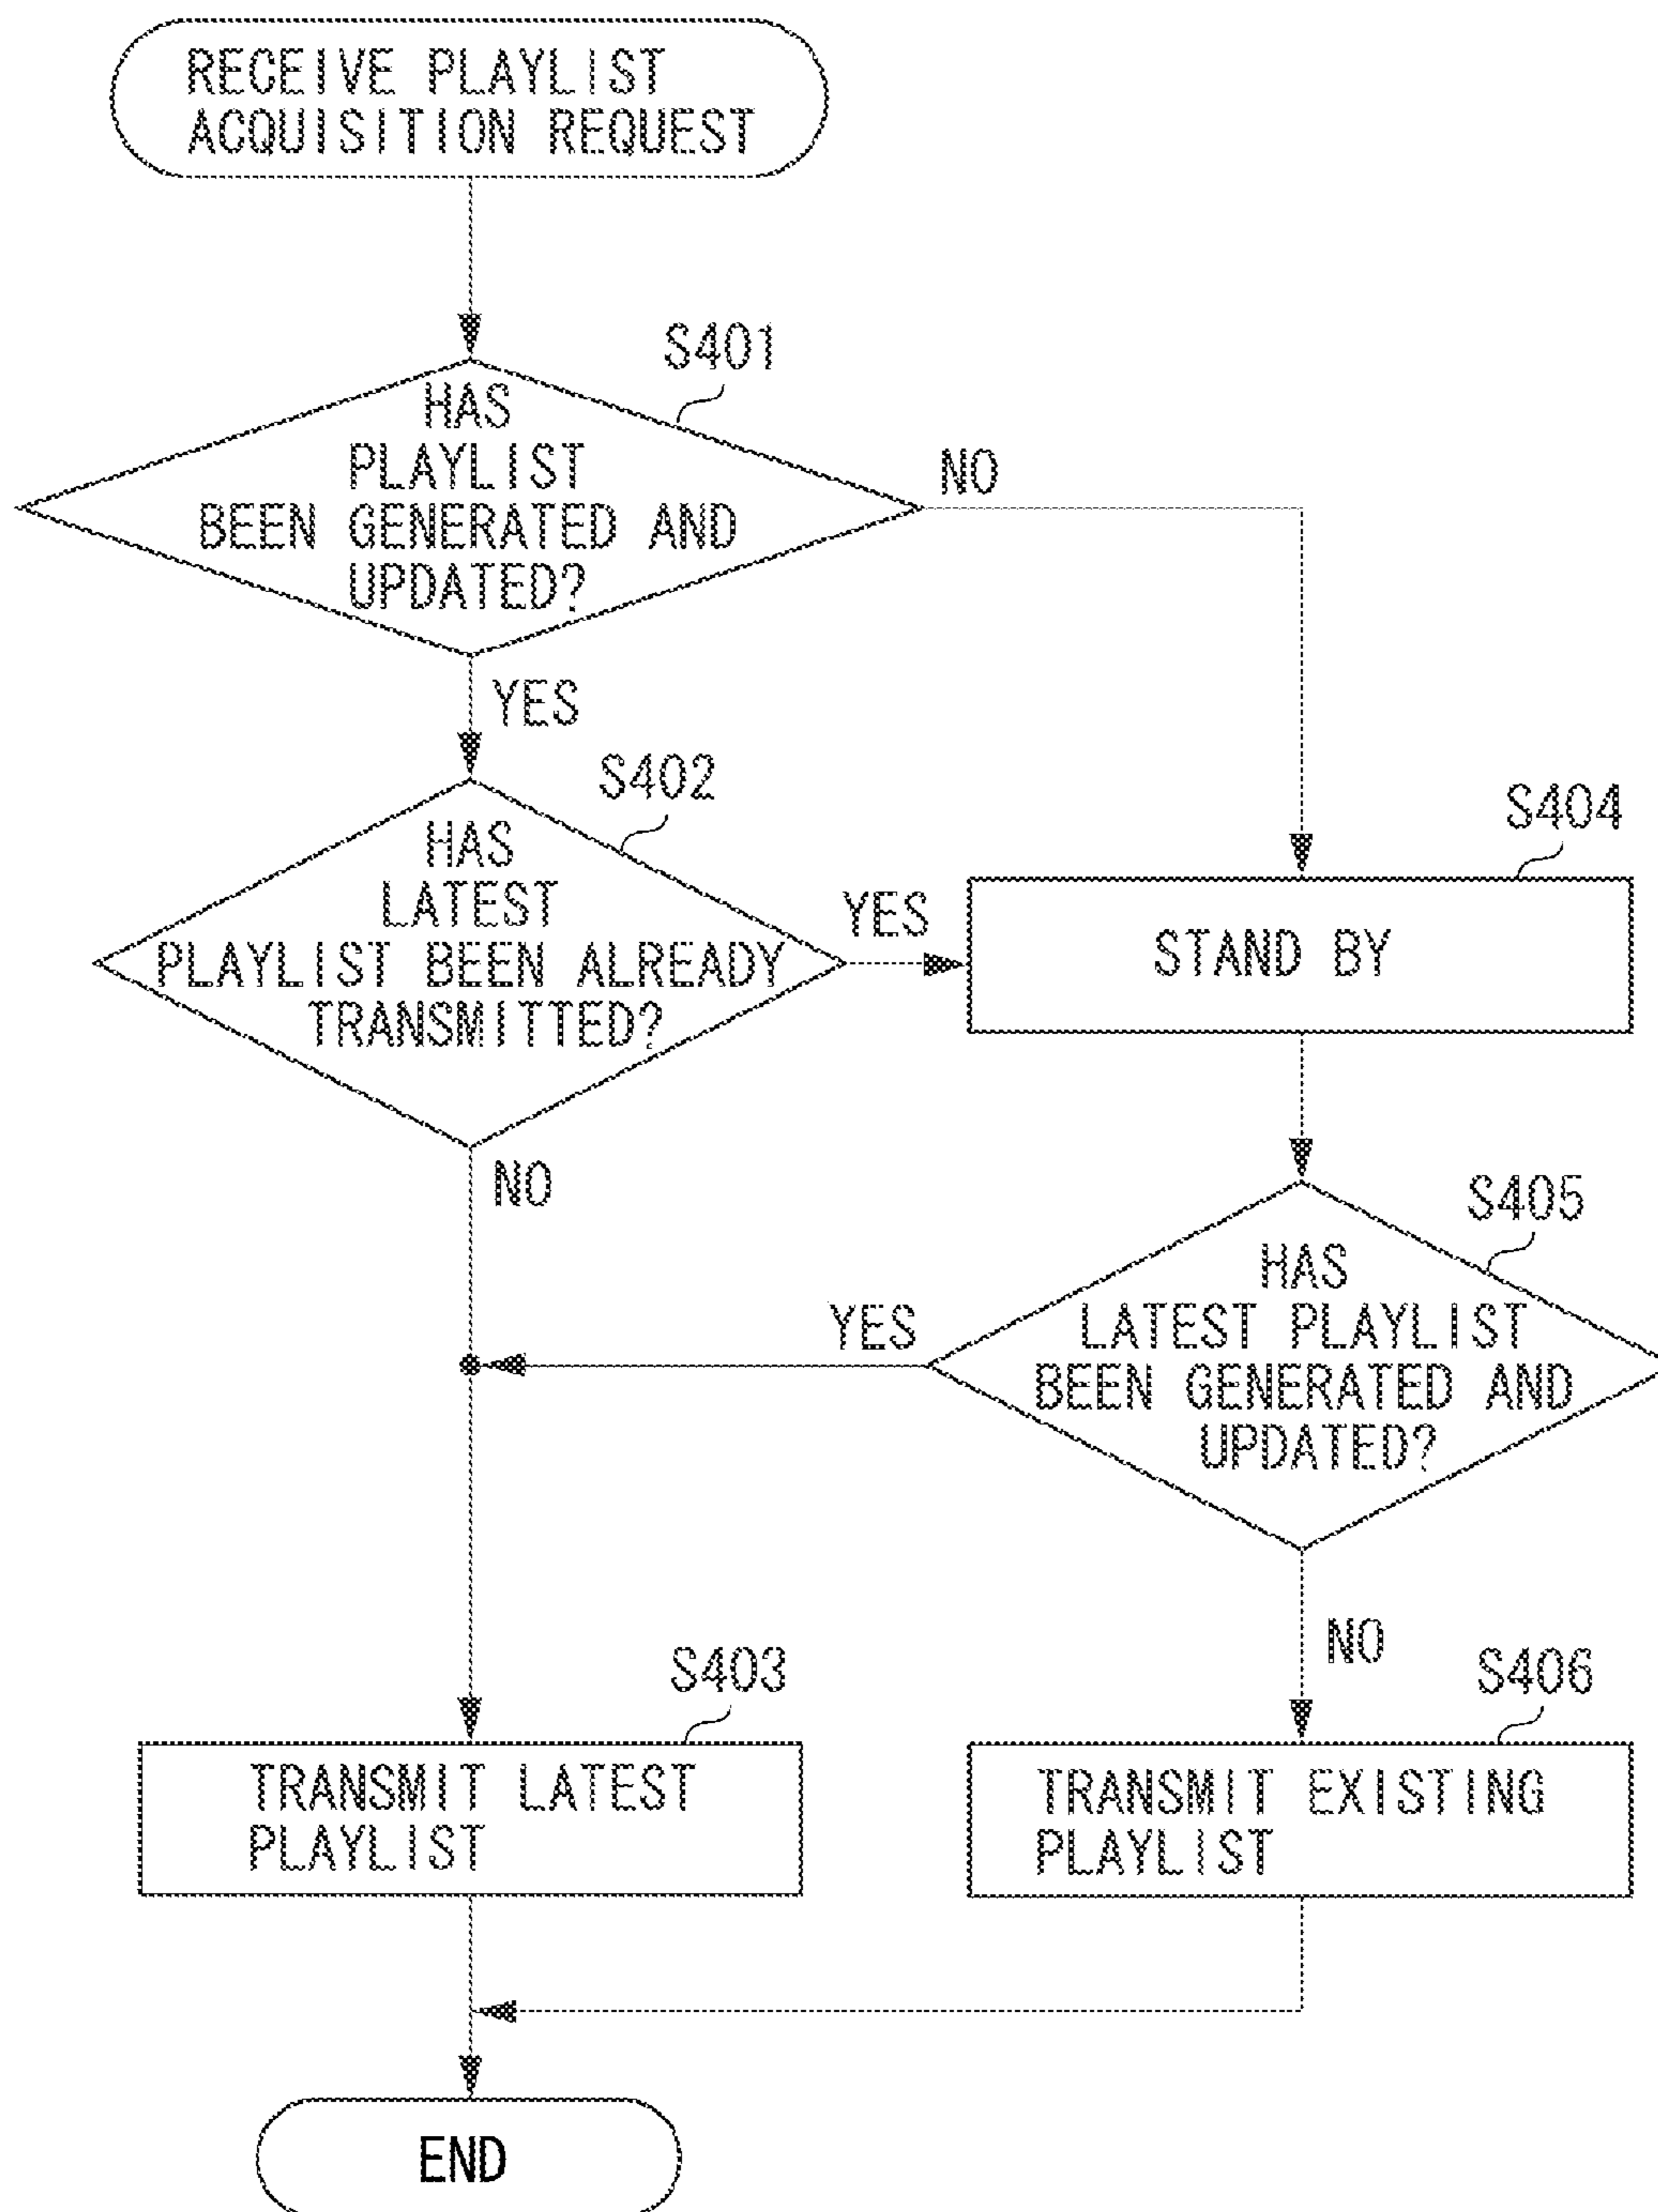 RECEIVE PLAYLIST
ACQUISITION REQUEST
S401
HAS
PLAYLIST
BEEN GENERATED AND
UPDATED?
NO
YES
S402
HAS
LATEST
PLAYLIST BEEN ALREADY
TRANSMITTED?
YES
S404
STAND BY
NO
S405
HAS
LATEST PLAYLIST
BEEN GENERATED AND
UPDATED?
YES
NO
S403
TRANSMIT LATEST
PLAYLIST
S406
TRANSMIT EXISTING
PLAYLIST
END